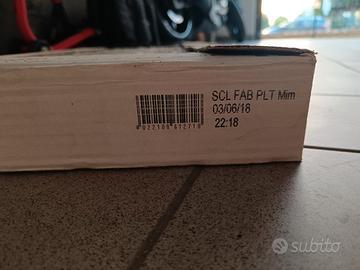 SCL FAB PLT Mim
03/06/18
22:18
subito